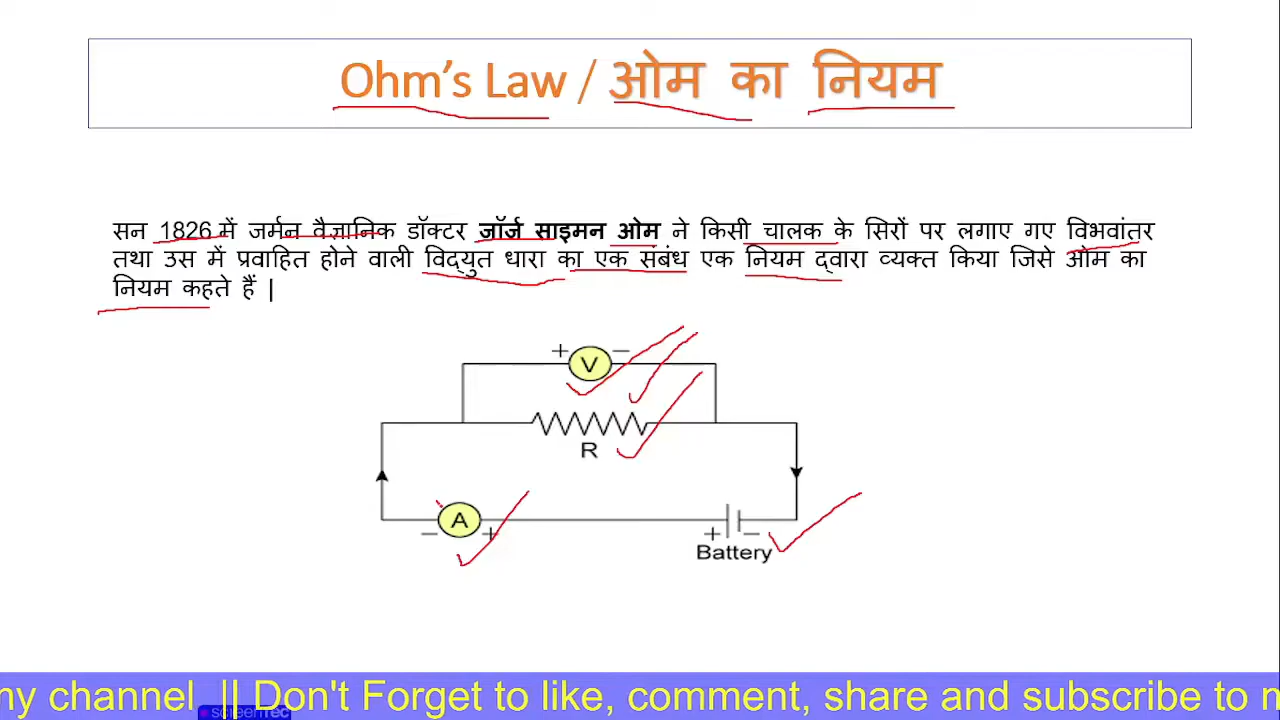 Ohm's Law / ओम का नियम
सन 1826 में जर्मन वैज्ञानिक डॉक्टर जॉर्ज साइमन ओम ने किसी चालक के सिरों पर लगाए गए विभवांतर
तथा उस में प्रवाहित होने वाली विद्युत धारा का एक संबंध एक नियम द्वारा व्यक्त किया जिसे ओम का
नियम कहते हैं |
+ V −
R
− A +
+ −
Battery
my channel || Don't Forget to like, comment, share and subscribe to m